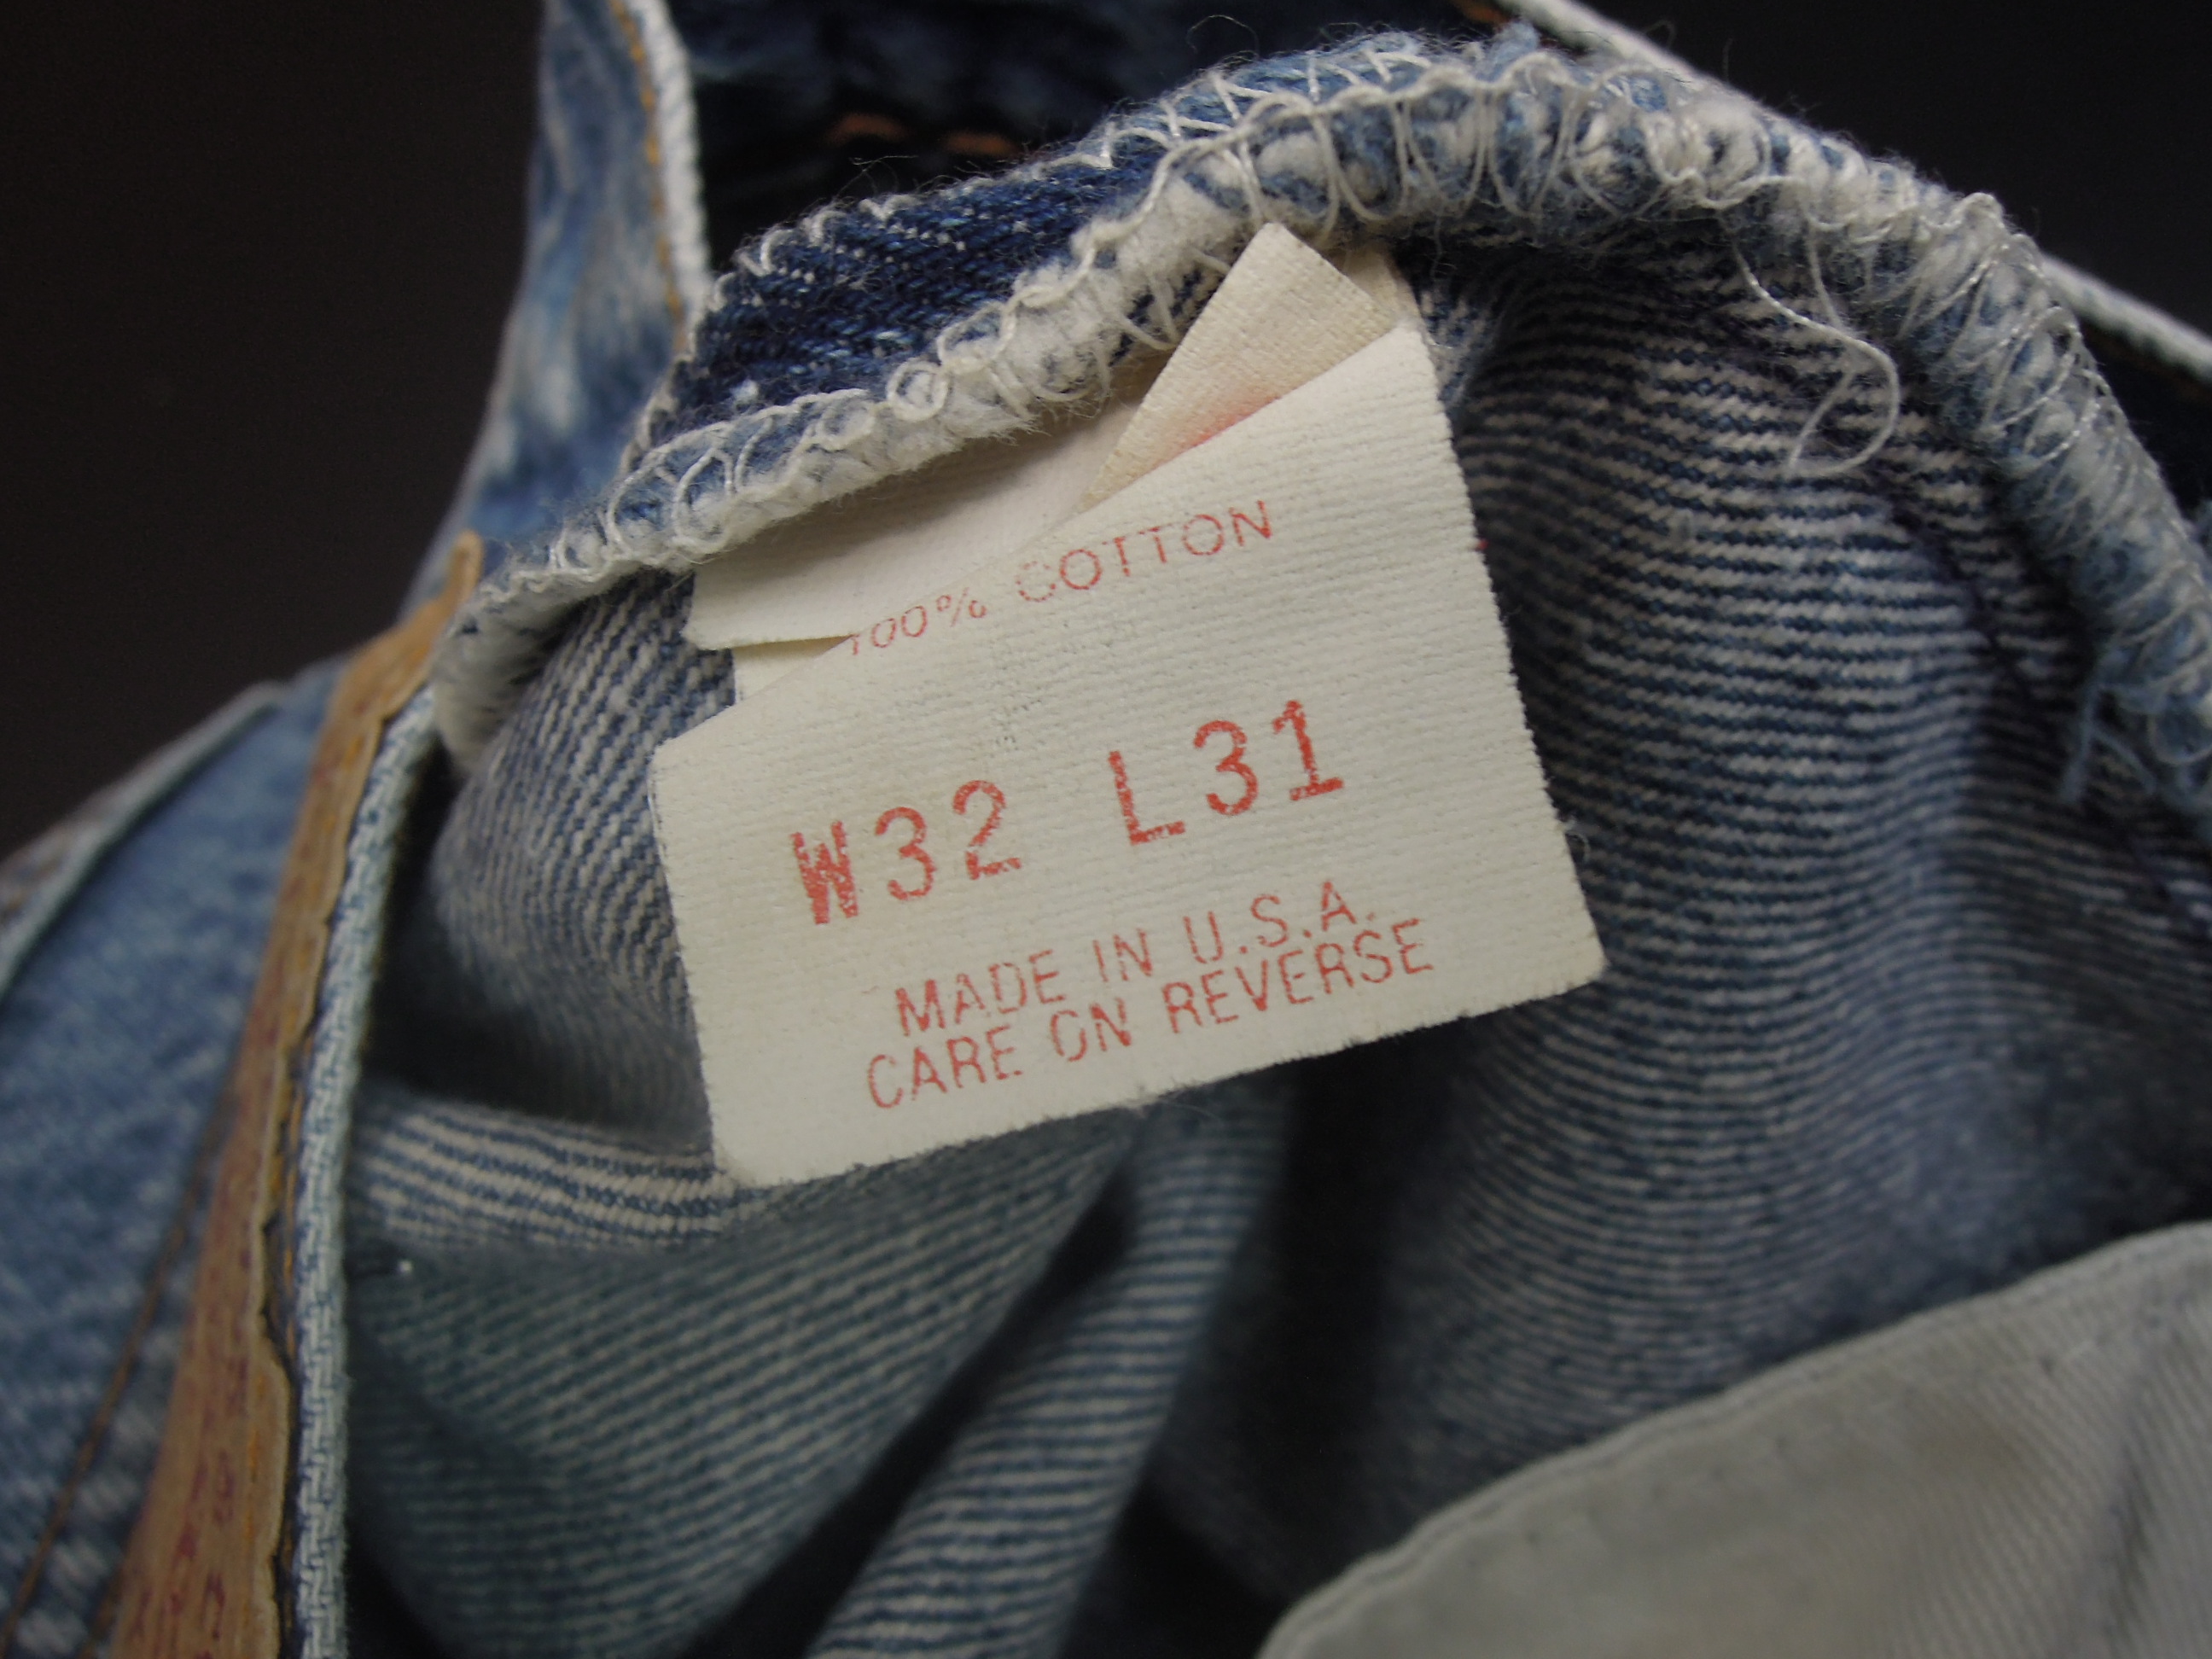 100% COTTON
W32 L31
MADE IN U.S.A.
CARE ON REVERSE